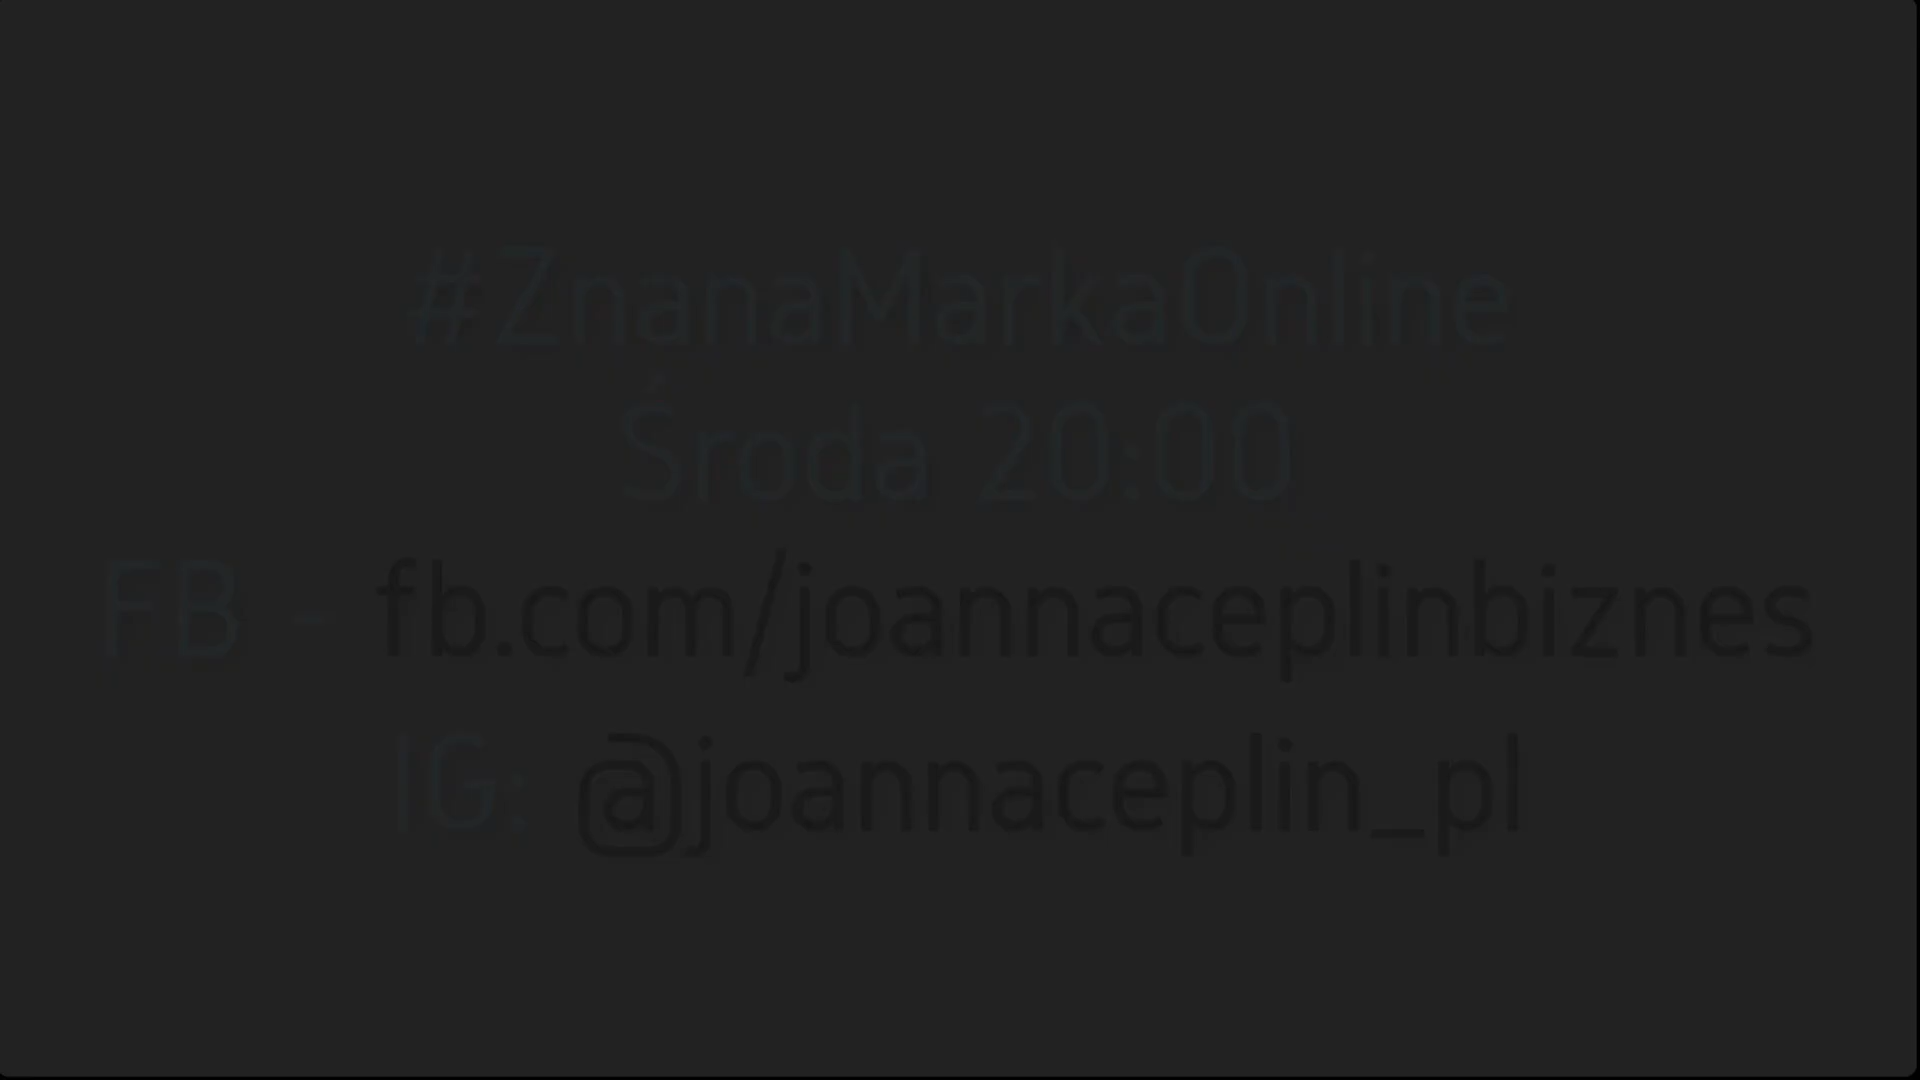 #ZnanaMarkaOnline
Środa 20:00
FB - fb.com/joannaceplinbiznes
IG: @joannaceplin_pl